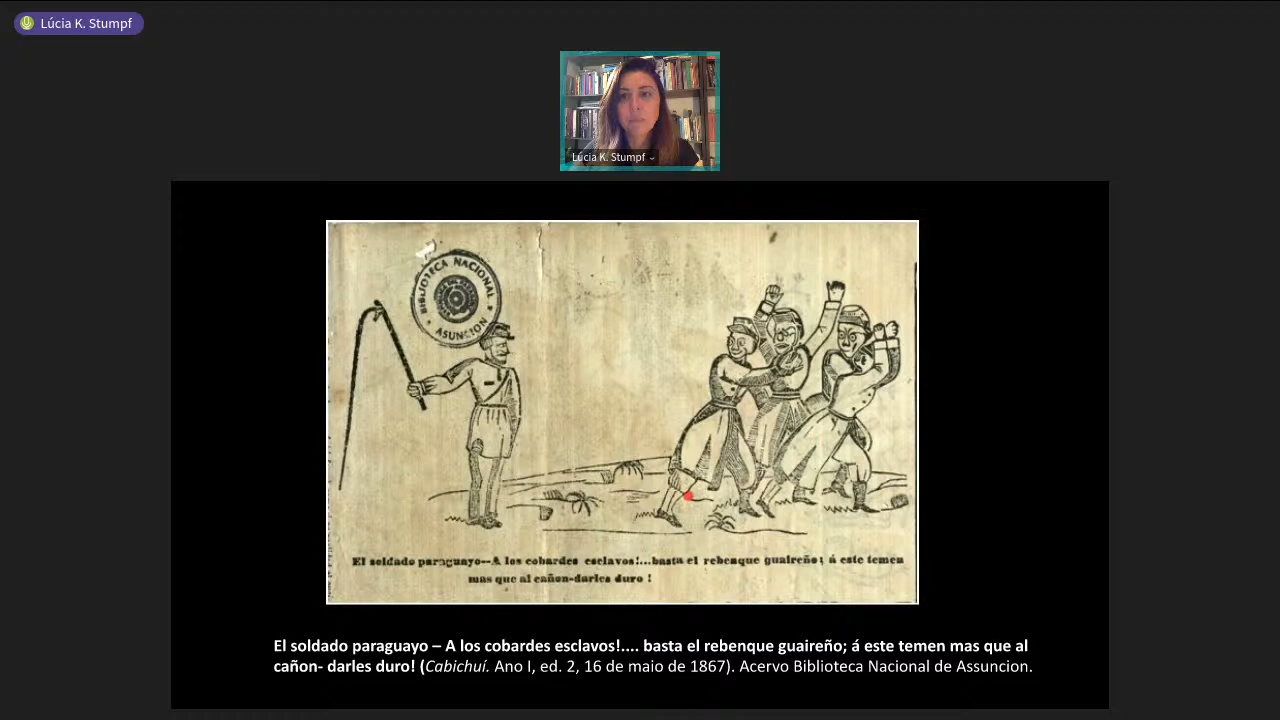 Lúcia K. Stumpf
Lúcia K. Stumpf
BIBLIOTECA NACIONAL
ASUNCION
El soldado paraguayo--A los cobardes esclavos!...basta el rebenque guaireño; á este temen
mas que al cañon-darles duro !
El soldado paraguayo – A los cobardes esclavos!.... basta el rebenque guaireño; á este temen mas que al
cañon- darles duro! (Cabichuí. Ano I, ed. 2, 16 de maio de 1867). Acervo Biblioteca Nacional de Assuncion.